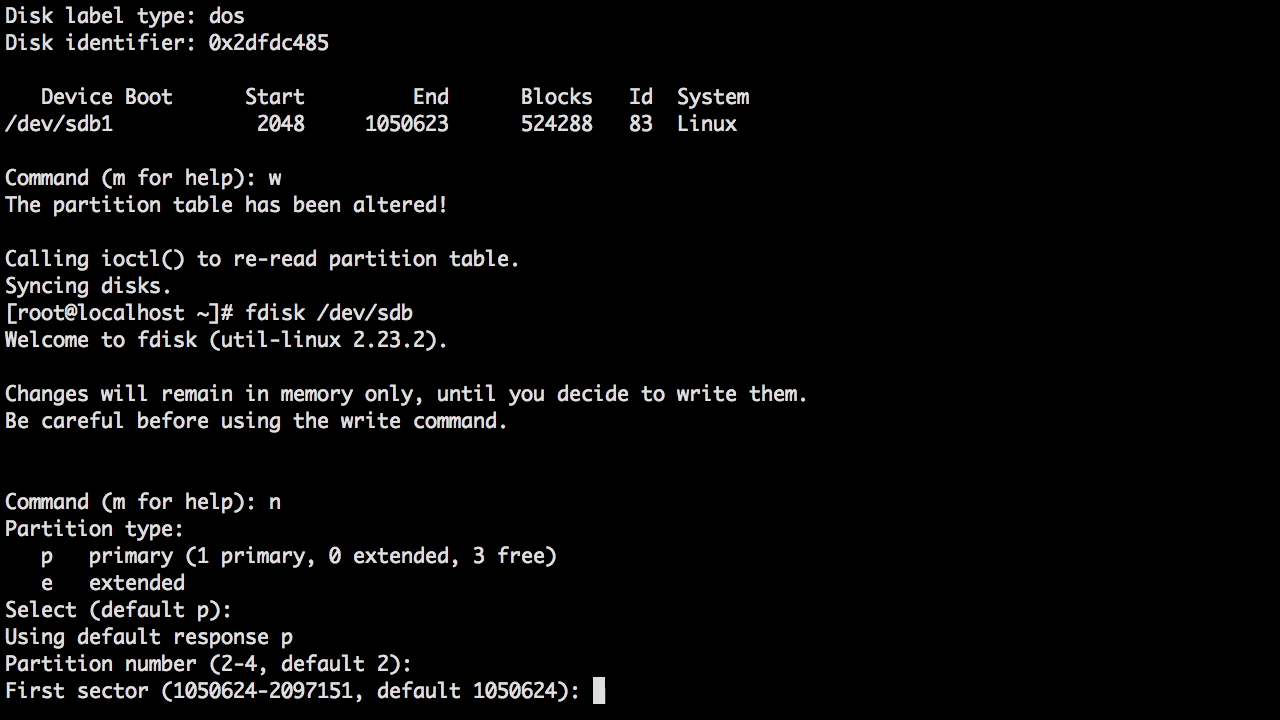 Disk label type: dos
Disk identifier: 0x2dfdc485
   Device Boot      Start         End      Blocks   Id  System
/dev/sdb1            2048     1050623      524288   83  Linux
Command (m for help): w
The partition table has been altered!
Calling ioctl() to re-read partition table.
Syncing disks.
[root@localhost ~]# fdisk /dev/sdb
Welcome to fdisk (util-linux 2.23.2).
Changes will remain in memory only, until you decide to write them.
Be careful before using the write command.
Command (m for help): n
Partition type:
   p   primary (1 primary, 0 extended, 3 free)
   e   extended
Select (default p):
Using default response p
Partition number (2-4, default 2):
First sector (1050624-2097151, default 1050624):